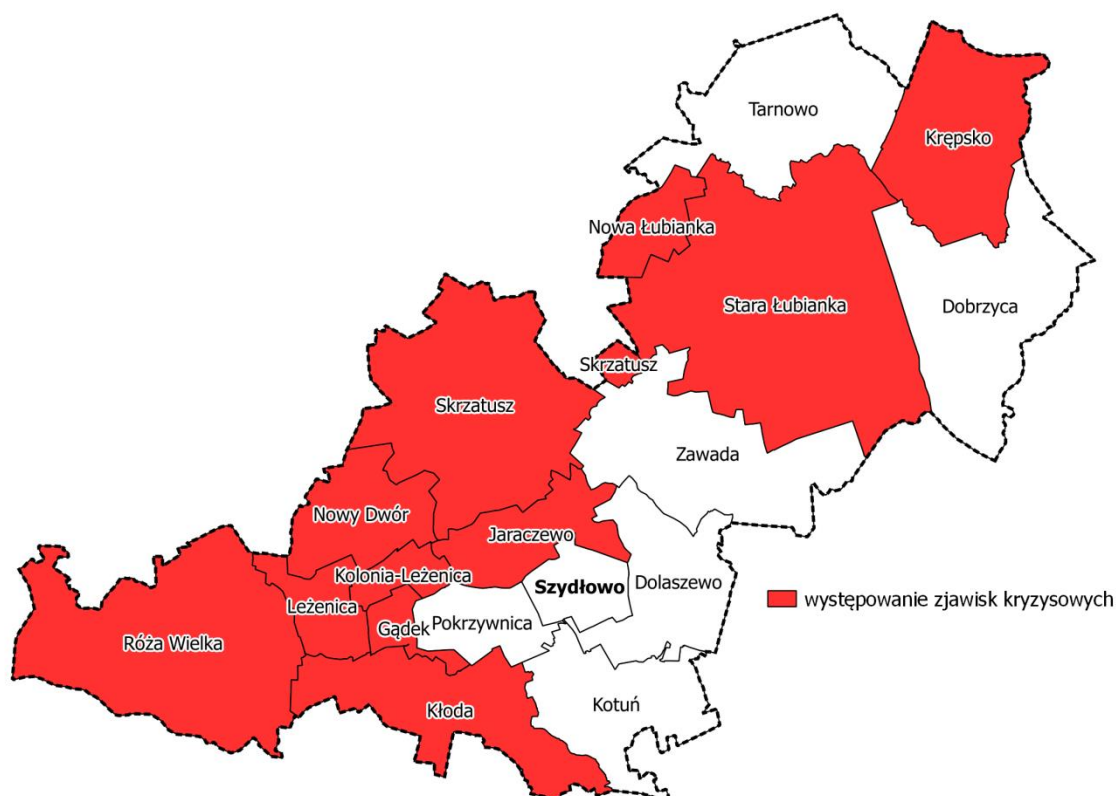 Tarnowo
Krępsko
Nowa Łubianka
Stara Łubianka
Dobrzyca
Skrzatusz
Skrzatusz
Zawada
Nowy Dwór
Jaraczewo
Kolonia-Leżenica
Szydłowo
Dolaszewo
Leżenica
występowanie zjawisk kryzysowych
Gądek
Pokrzywnica
Róża Wielka
Kłoda
Kotuń